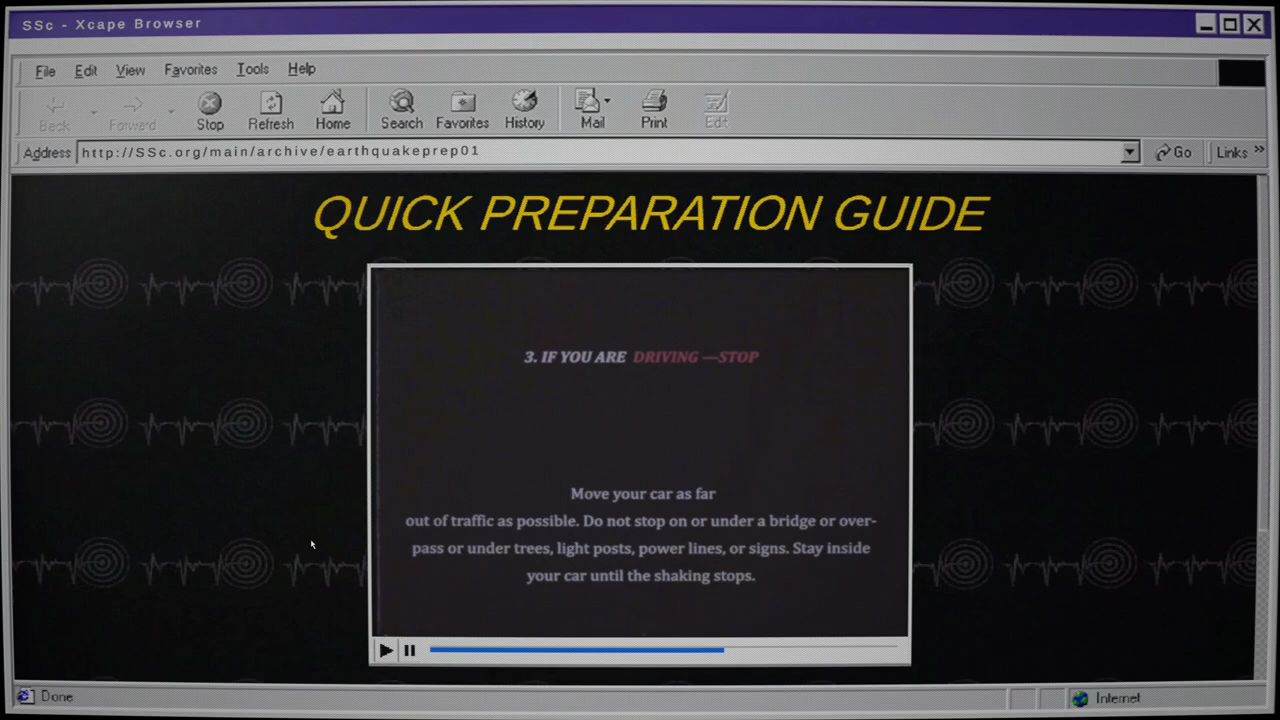 SSc - Xcape Browser
File Edit View Favorites Tools Help
Back Forward Stop Refresh Home Search Favorites History Mail Print Edit
Address http://SSc.org/main/archive/earthquakeprep01 Go Links »
QUICK PREPARATION GUIDE
3. IF YOU ARE DRIVING —STOP
Move your car as far
out of traffic as possible. Do not stop on or under a bridge or over-
pass or under trees, light posts, power lines, or signs. Stay inside
your car until the shaking stops.
Done Internet